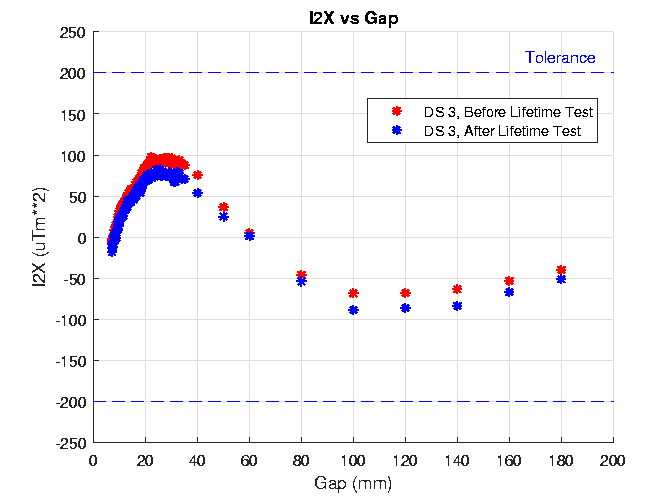 I2X vs Gap
250
200
150
100
50
0
-50
-100
-150
-200
-250
I2X (uTm**2)
Tolerance
DS 3, Before Lifetime Test
DS 3, After Lifetime Test
0 20 40 60 80 100 120 140 160 180 200
Gap (mm)